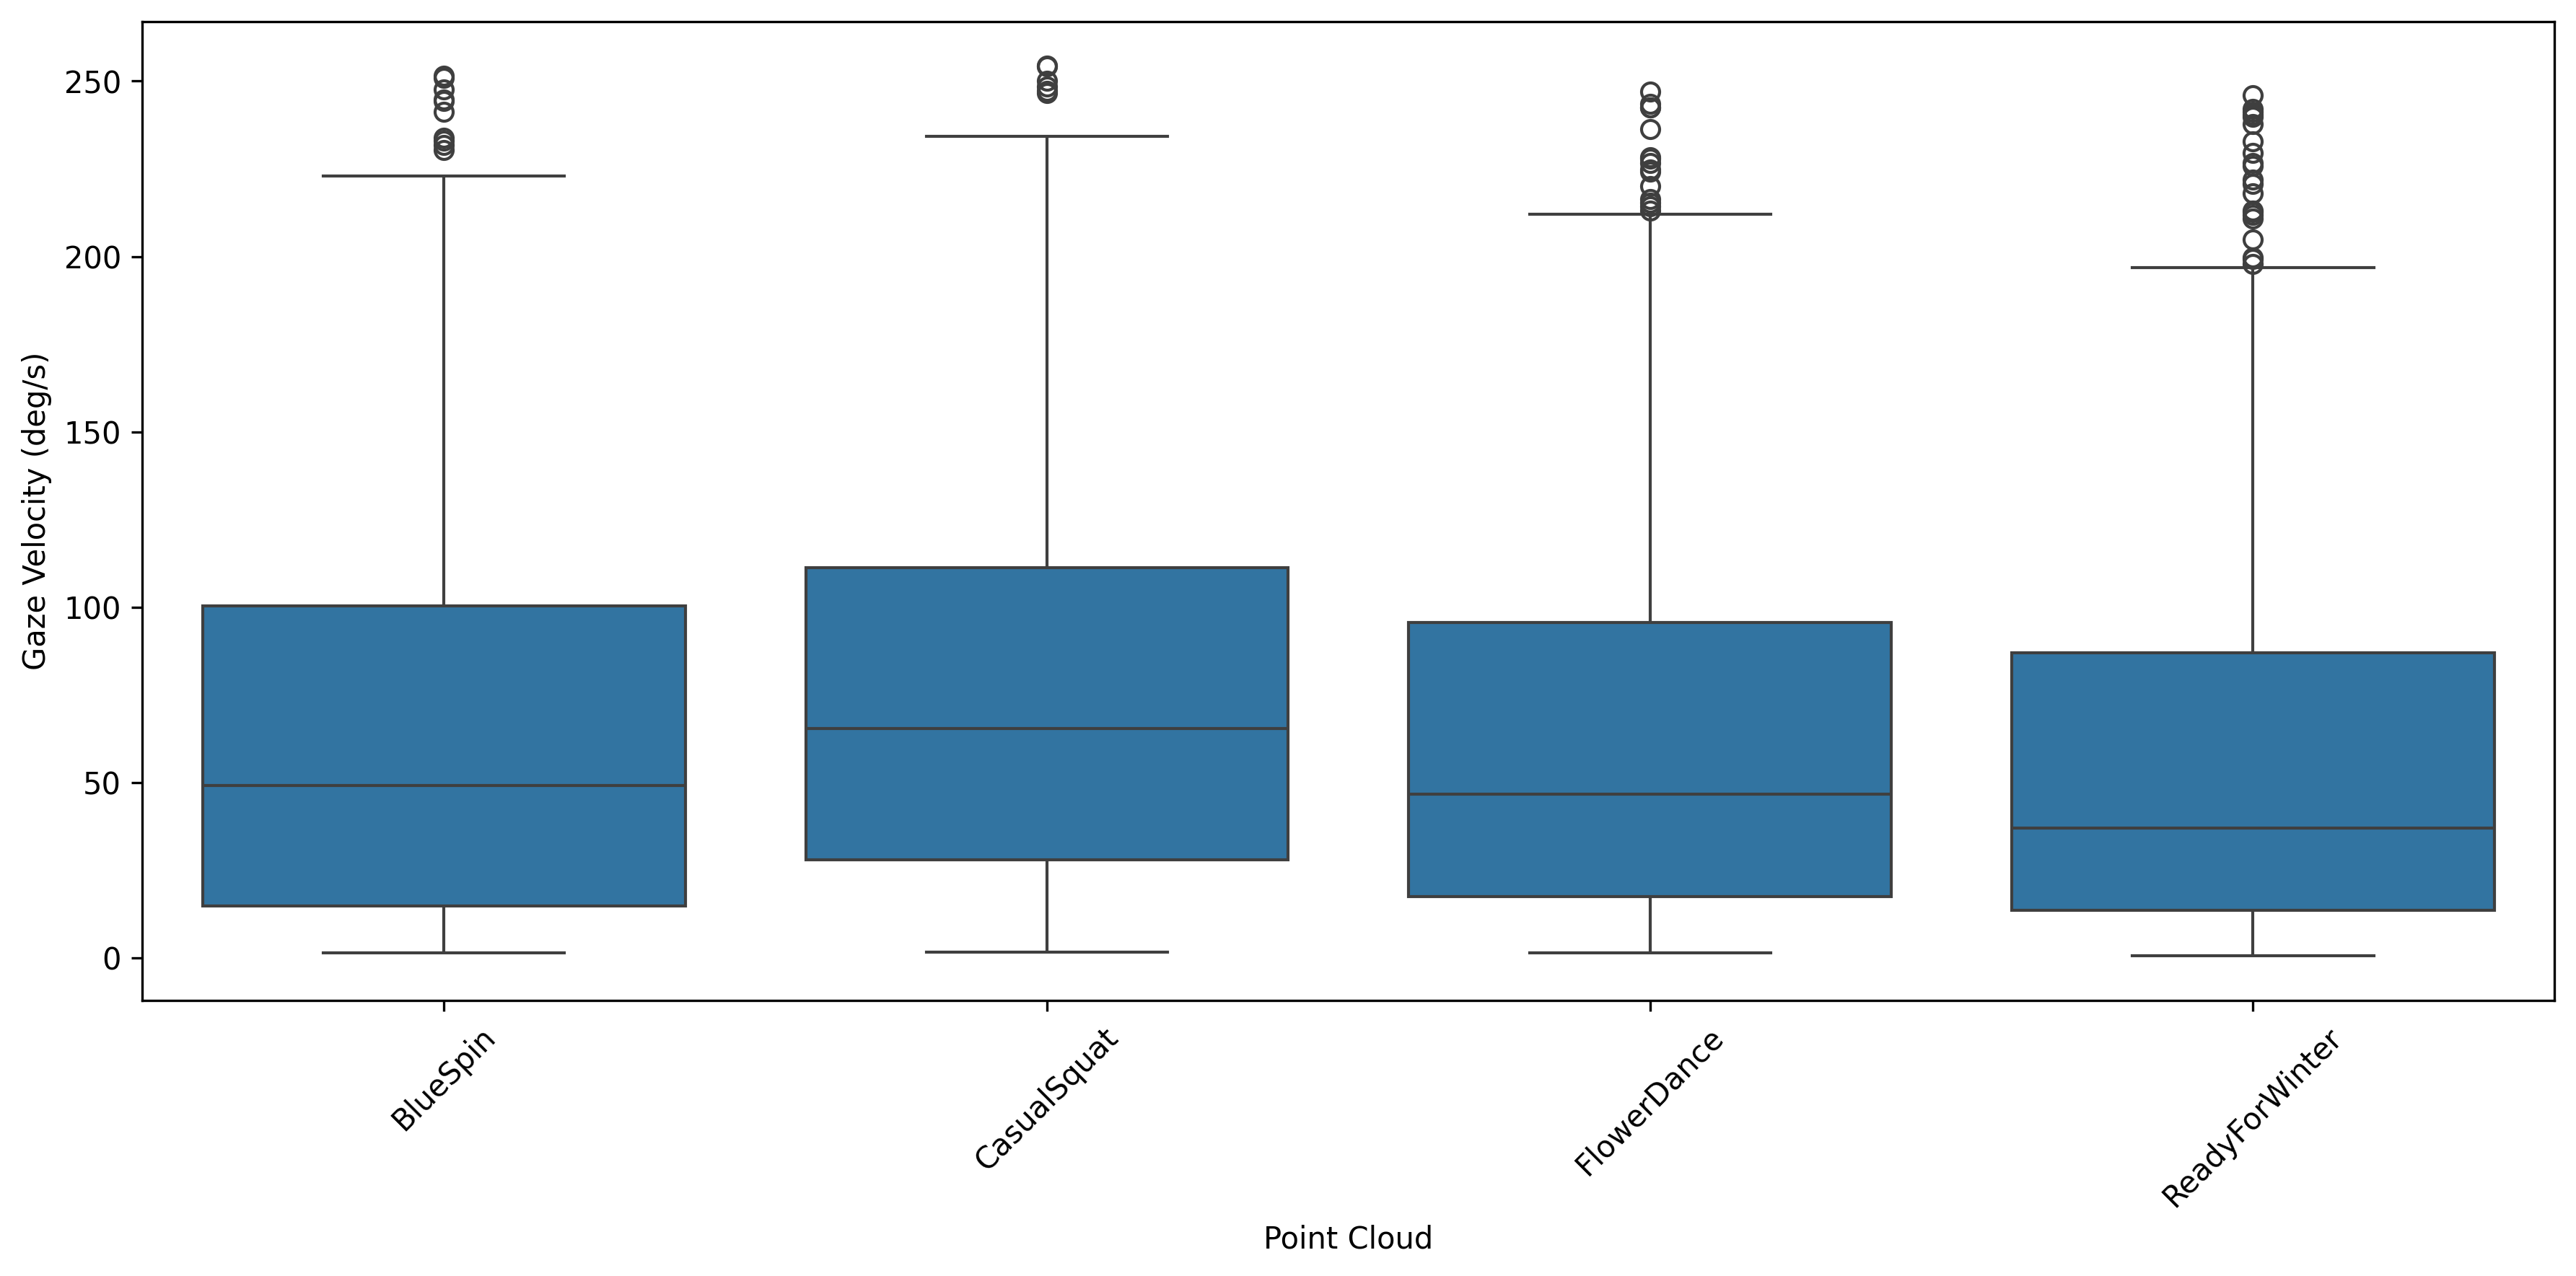 Gaze Velocity (deg/s)
250
200
150
100
50
0
BlueSpin
CasualSquat
FlowerDance
ReadyForWinter
Point Cloud